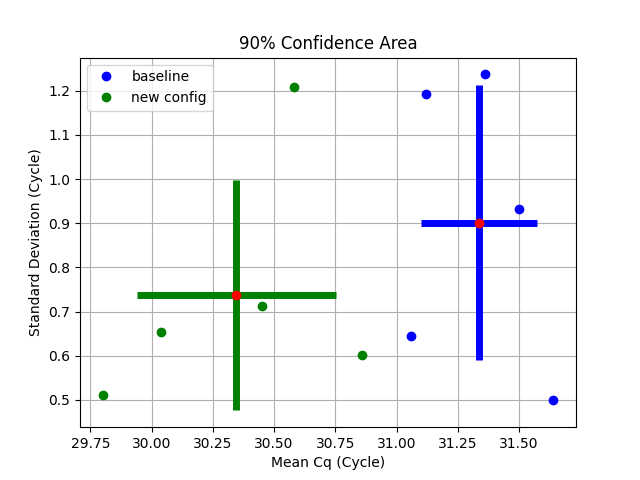 90% Confidence Area
baseline
new config
Standard Deviation (Cycle)
1.2
1.1
1.0
0.9
0.8
0.7
0.6
0.5
29.75 30.00 30.25 30.50 30.75 31.00 31.25 31.50
Mean Cq (Cycle)